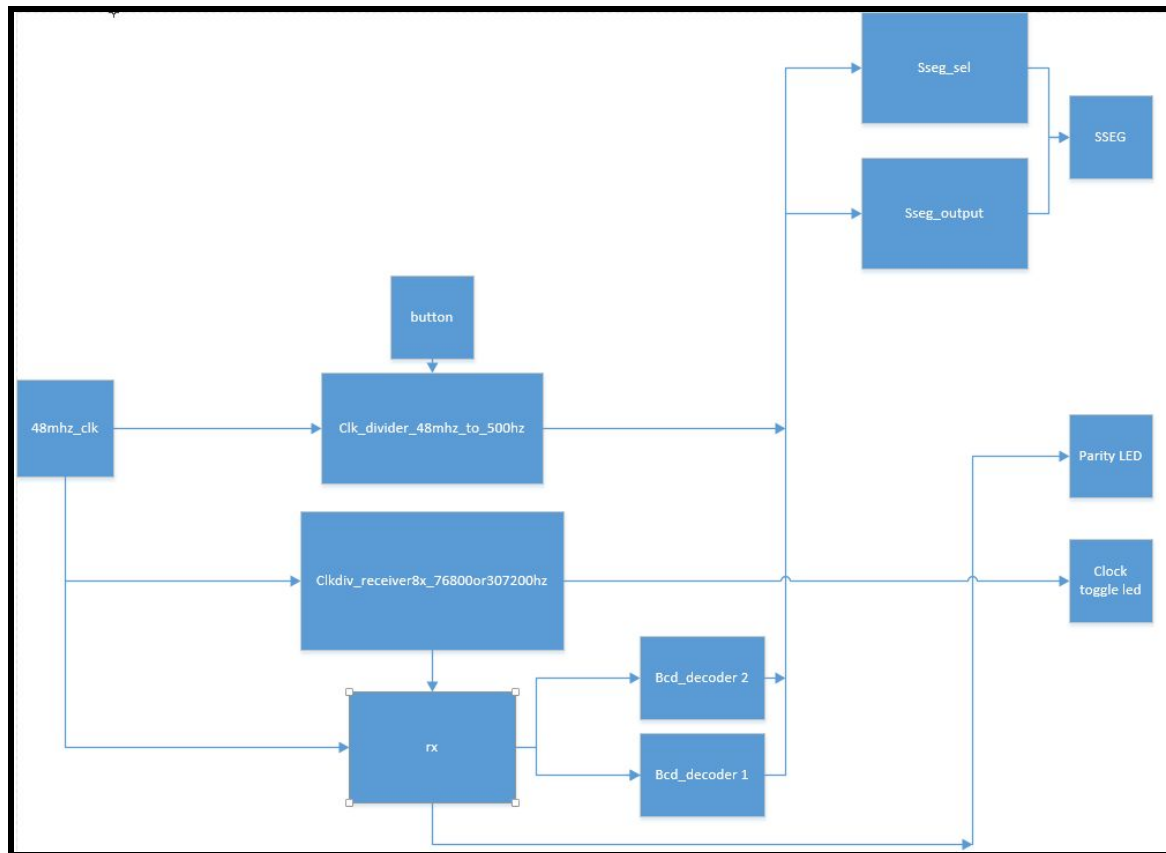 Sseg_sel
SSEG
Sseg_output
button
48mhz_clk
Clk_divider_48mhz_to_500hz
Parity LED
Clkdiv_receiver8x_76800or307200hz
Clock
toggle led
Bcd_decoder 2
rx
Bcd_decoder 1